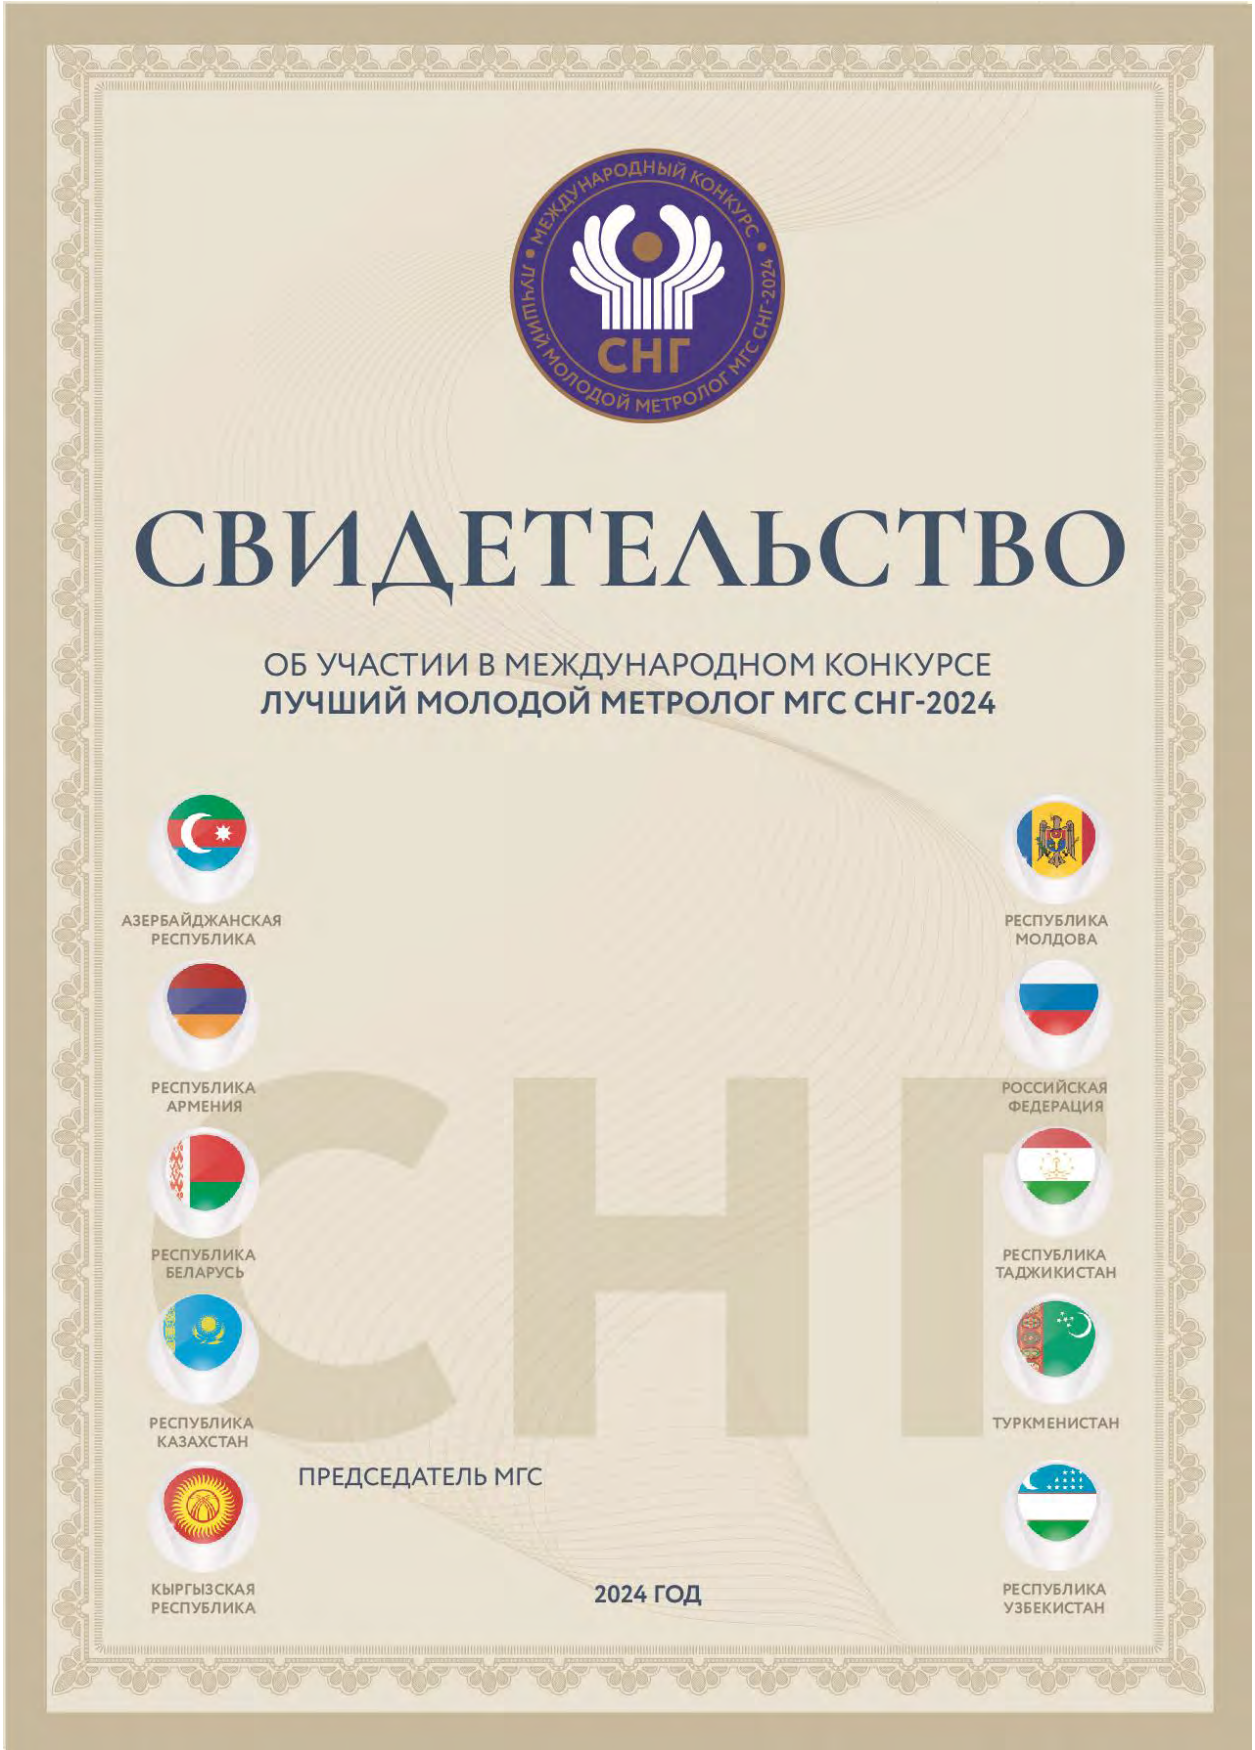 МЕЖДУНАРОДНЫЙ КОНКУРС
ЛУЧШИЙ МОЛОДОЙ МЕТРОЛОГ МГС СНГ-2024
СНГ
СВИДЕТЕЛЬСТВО
ОБ УЧАСТИИ В МЕЖДУНАРОДНОМ КОНКУРСЕ
ЛУЧШИЙ МОЛОДОЙ МЕТРОЛОГ МГС СНГ-2024
АЗЕРБАЙДЖАНСКАЯ
РЕСПУБЛИКА
РЕСПУБЛИКА
АРМЕНИЯ
РЕСПУБЛИКА
БЕЛАРУСЬ
РЕСПУБЛИКА
КАЗАХСТАН
КЫРГЫЗСКАЯ
РЕСПУБЛИКА
РЕСПУБЛИКА
МОЛДОВА
РОССИЙСКАЯ
ФЕДЕРАЦИЯ
РЕСПУБЛИКА
ТАДЖИКИСТАН
ТУРКМЕНИСТАН
РЕСПУБЛИКА
УЗБЕКИСТАН
СНГ
ПРЕДСЕДАТЕЛЬ МГС
2024 ГОД